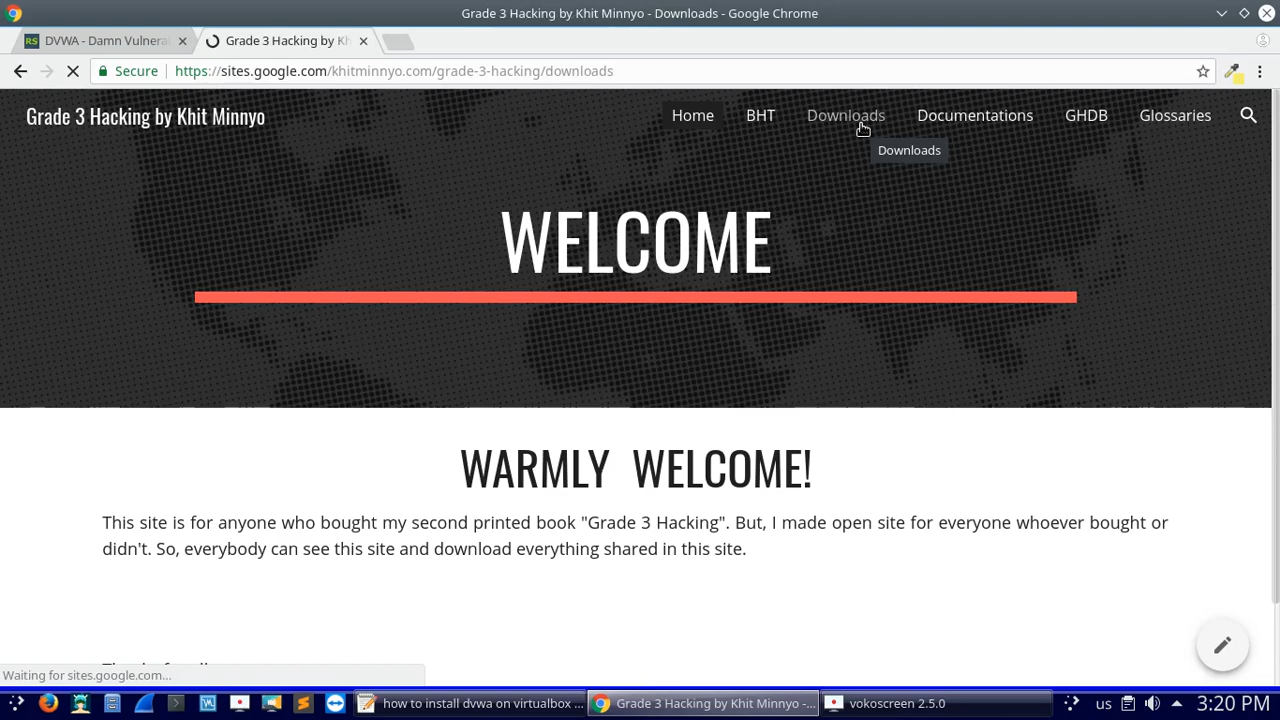 Grade 3 Hacking by Khit Minnyo - Downloads - Google Chrome
RS DVWA - Damn Vulnera
Grade 3 Hacking by Kh
Secure https://sites.google.com/khitminnyo.com/grade-3-hacking/downloads
Grade 3 Hacking by Khit Minnyo Home BHT Downloads Documentations GHDB Glossaries
Downloads
WELCOME
WARMLY WELCOME!
This site is for anyone who bought my second printed book "Grade 3 Hacking". But, I made open site for everyone whoever bought or
didn't. So, everybody can see this site and download everything shared in this site.
Waiting for sites.google.com...
how to install dvwa on virtualbox ... Grade 3 Hacking by Khit Minnyo -... vokoscreen 2.5.0 us 3:20 PM